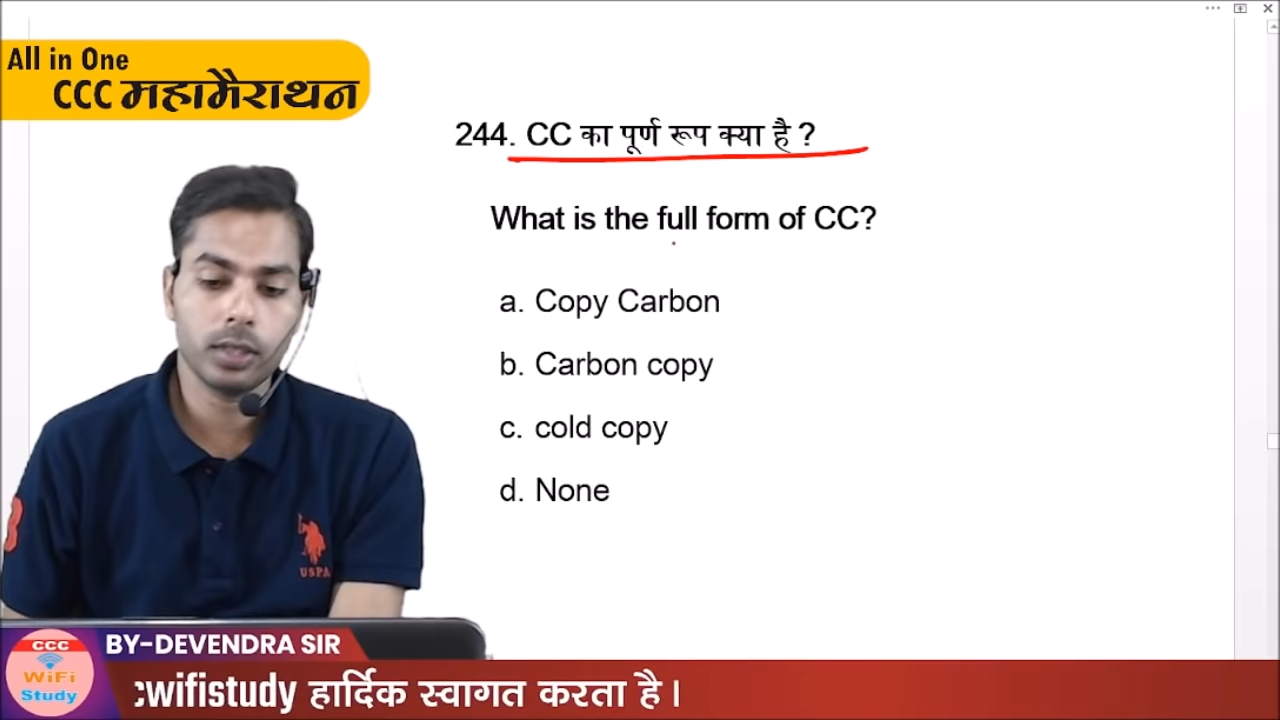 All in One
CCC महामैराथन
244. CC का पूर्ण रूप क्या है ?
What is the full form of CC?
a. Copy Carbon
b. Carbon copy
c. cold copy
d. None
USPA
BY-DEVENDRA SIR
CCC
WiFi
Study
cwifistudy हार्दिक स्वागत करता है।